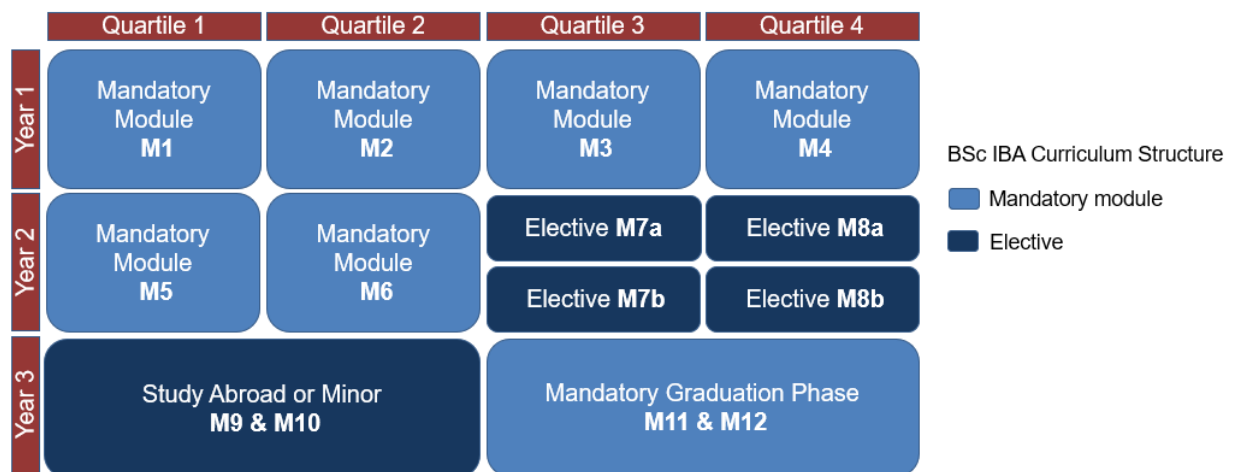 Quartile 1
Quartile 2
Quartile 3
Quartile 4
Year 1
Mandatory
Module
M1
Mandatory
Module
M2
Mandatory
Module
M3
Mandatory
Module
M4
Year 2
Mandatory
Module
M5
Mandatory
Module
M6
Elective M7a
Elective M8a
Elective M7b
Elective M8b
Year 3
Study Abroad or Minor
M9 & M10
Mandatory Graduation Phase
M11 & M12
BSc IBA Curriculum Structure
Mandatory module
Elective